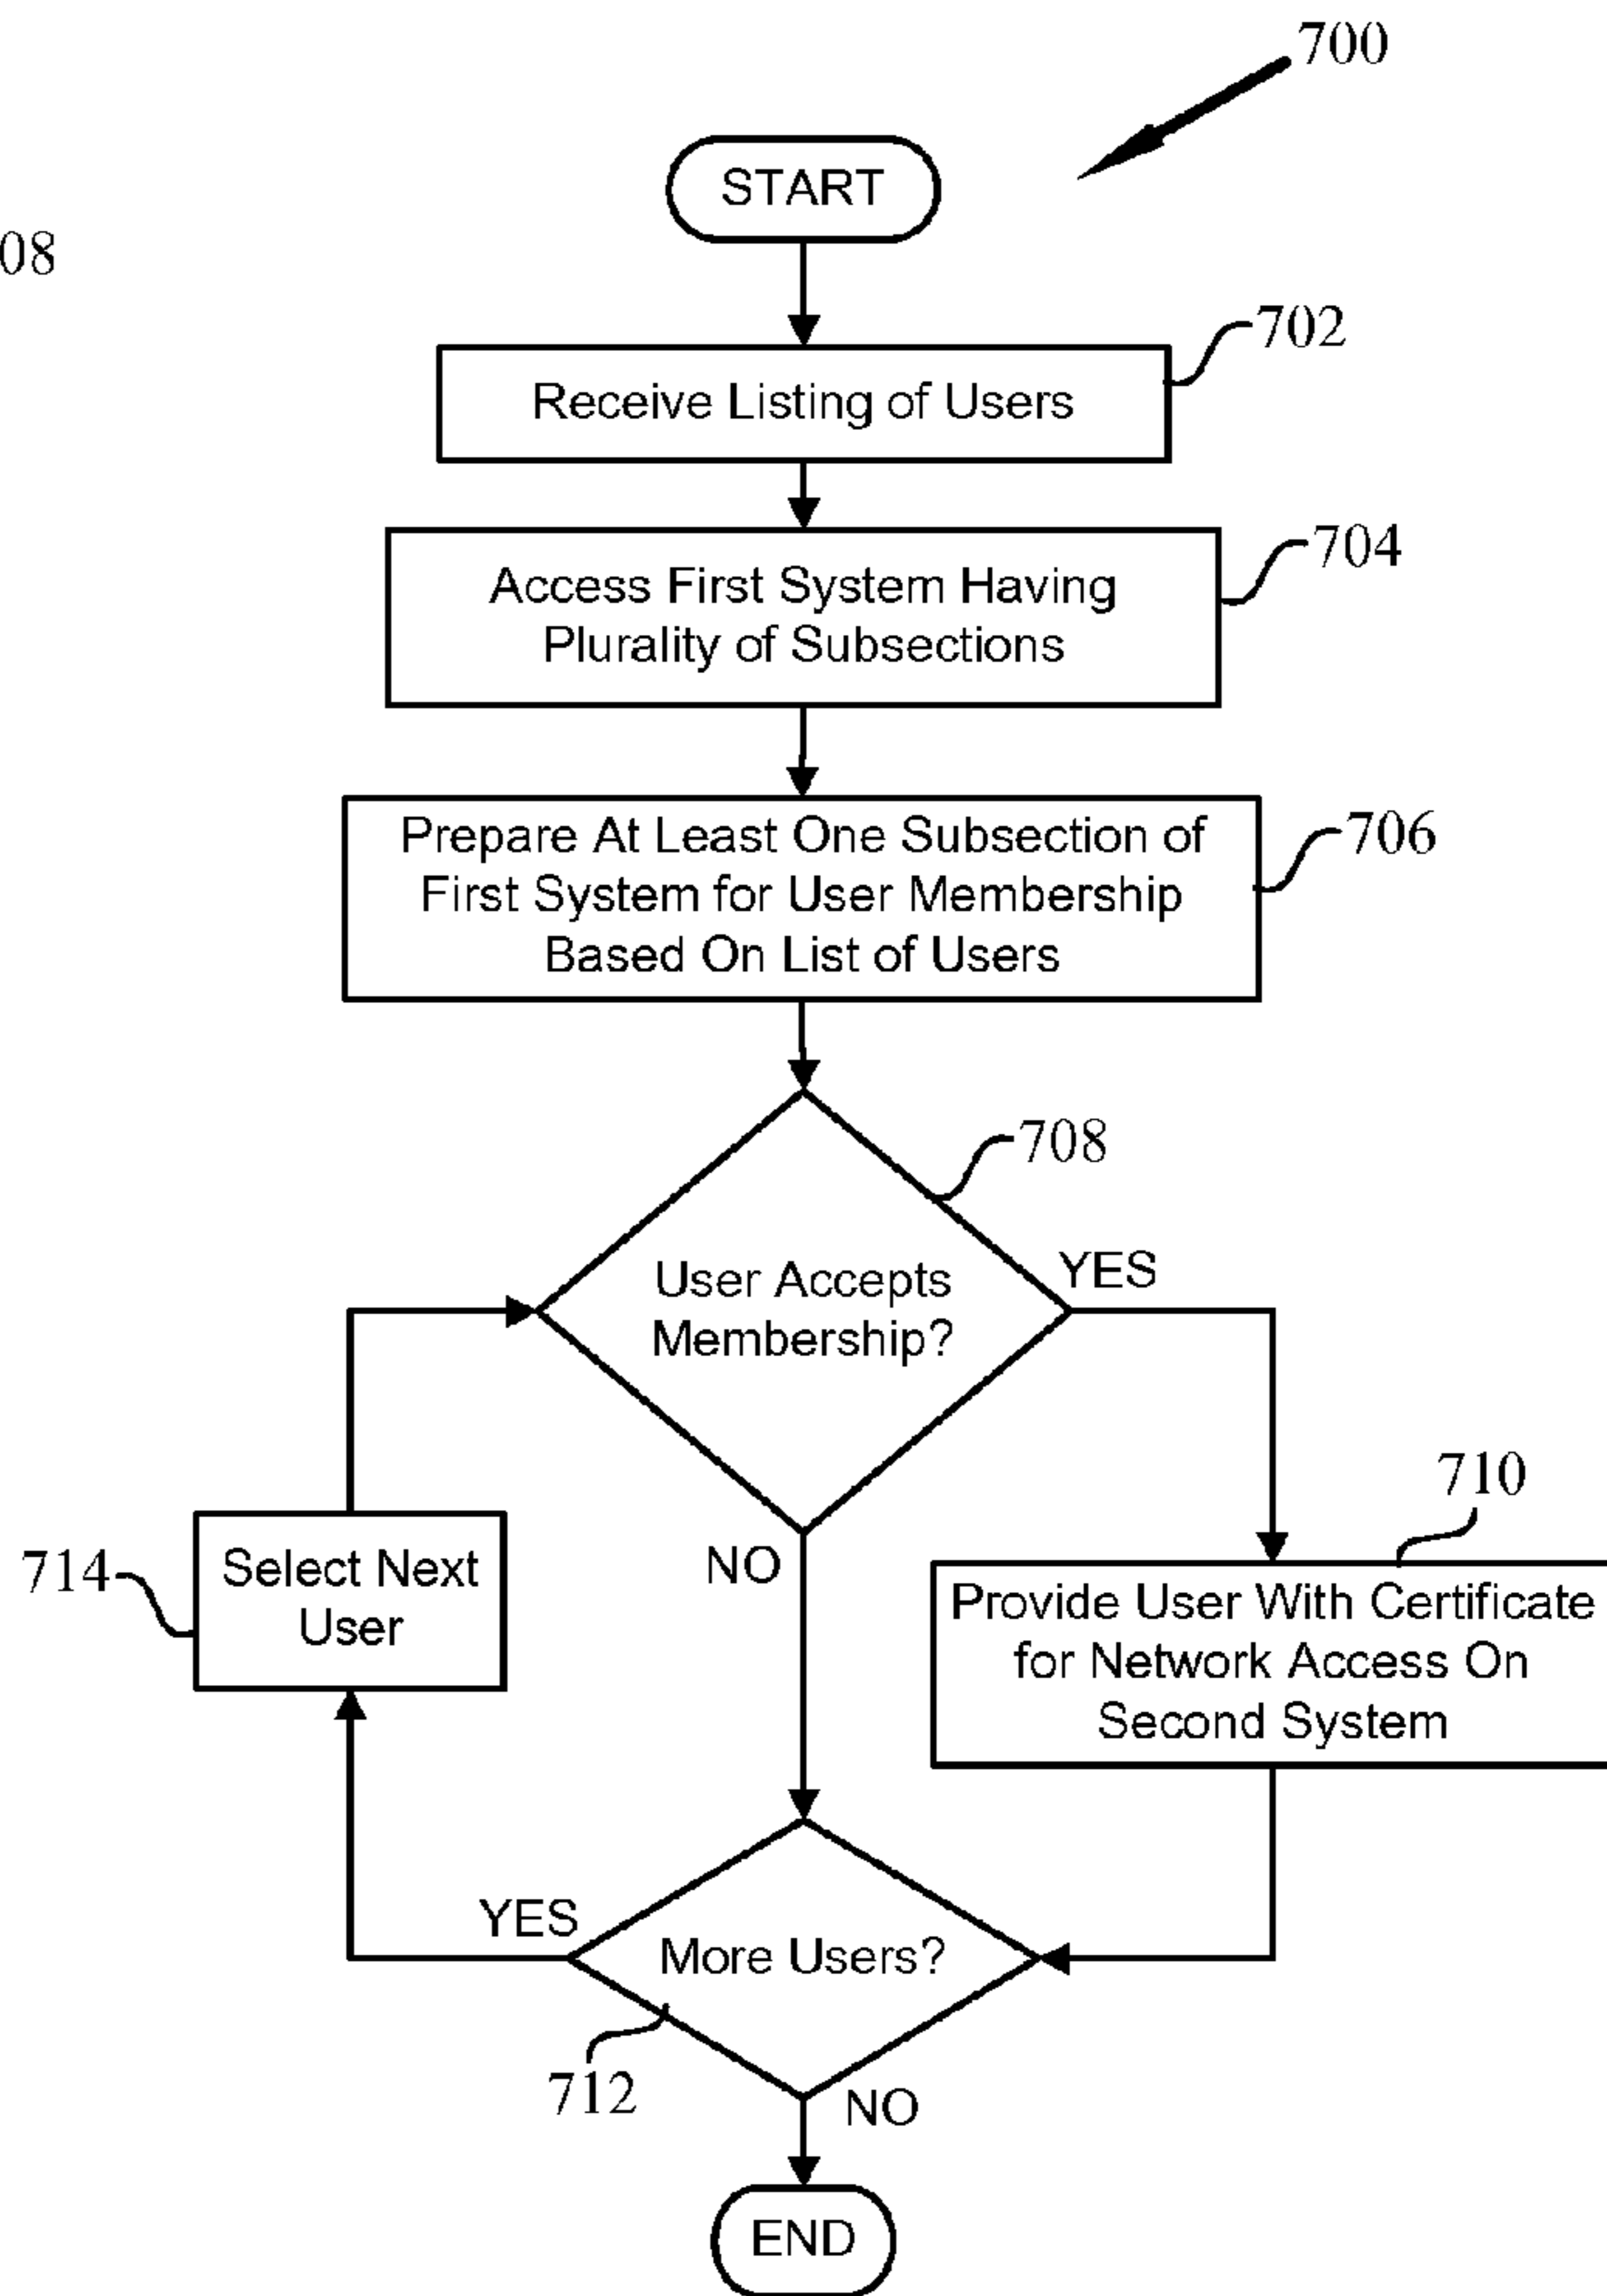 700
START
08
702
Receive Listing of Users
704
Access First System Having
Plurality of Subsections
706
Prepare At Least One Subsection of
First System for User Membership
Based On List of Users
708
User Accepts
Membership?
YES
NO
710
Provide User With Certificate
for Network Access On
Second System
714
Select Next
User
YES
More Users?
712
NO
END